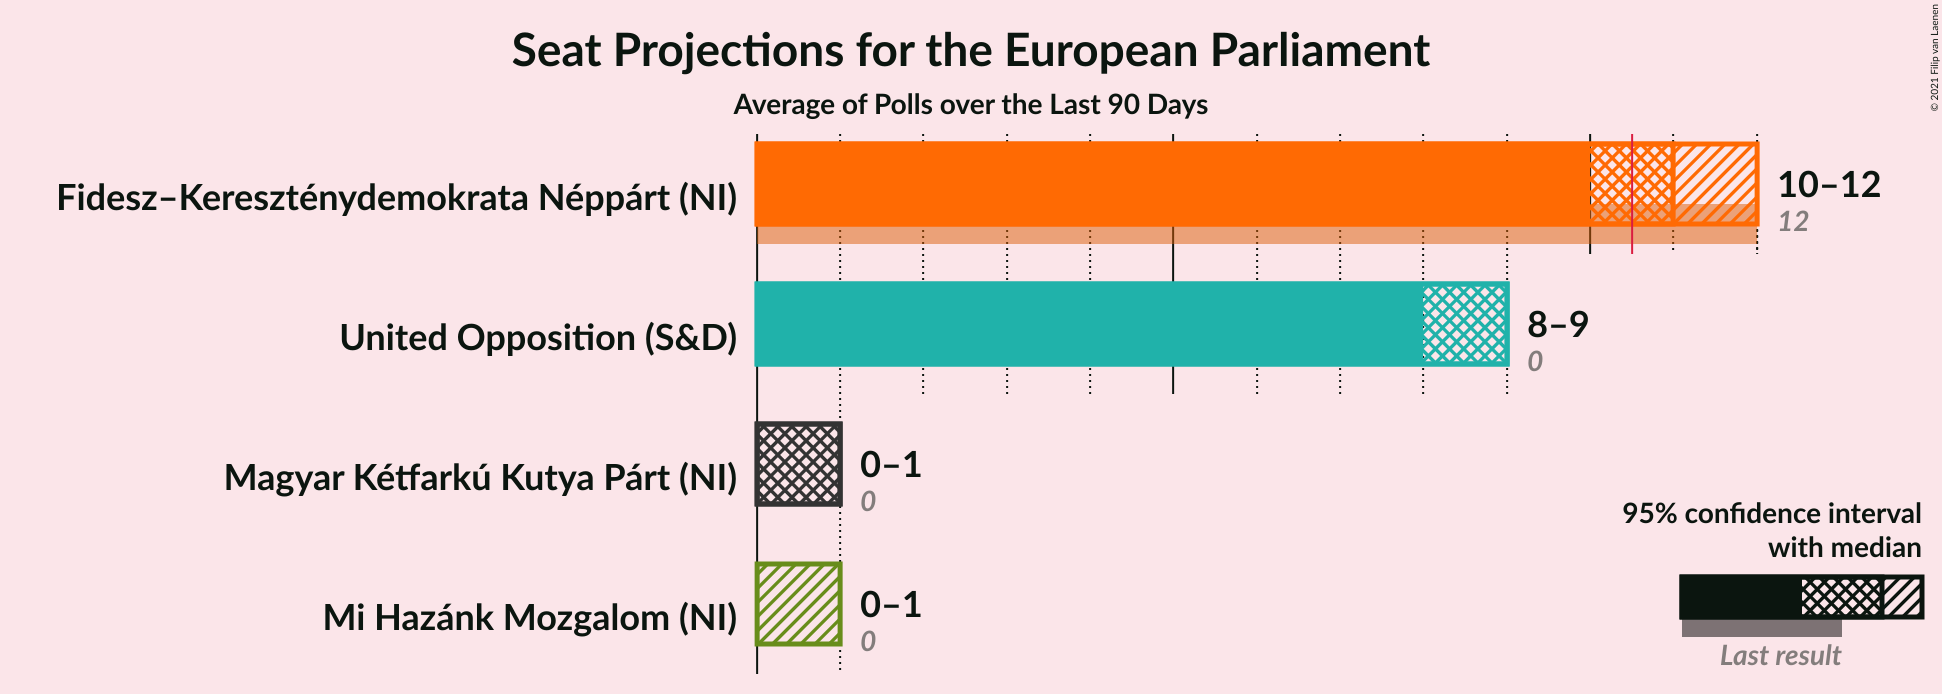 Seat Projections for the European Parliament
Average of Polls over the Last 90 Days
Fidesz–Kereszténydemokrata Néppárt (NI)
10–12
12
United Opposition (S&D)
8–9
0
Magyar Kétfarkú Kutya Párt (NI)
0–1
0
Mi Hazánk Mozgalom (NI)
0–1
0
95% confidence interval
with median
Last result
© 2021 Filip van Laenen